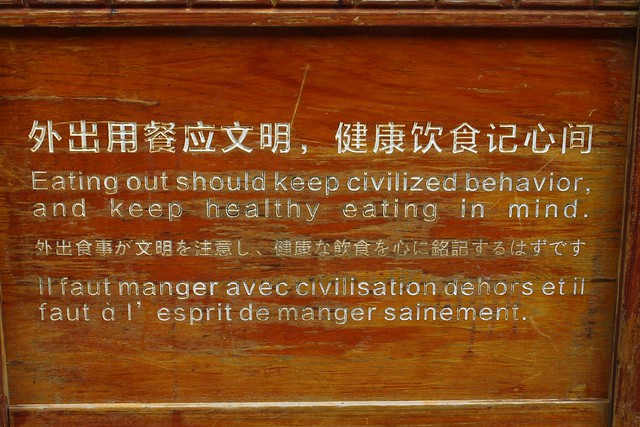 外出用餐应文明，健康饮食记心间
Eating out should keep civilized behavior,
and keep healthy eating in mind.
外出食事が文明を注意し、健康な飲食を心に銘記するはずです
Il faut manger avec civilisation dehors et il
faut à l' esprit de manger sainement.